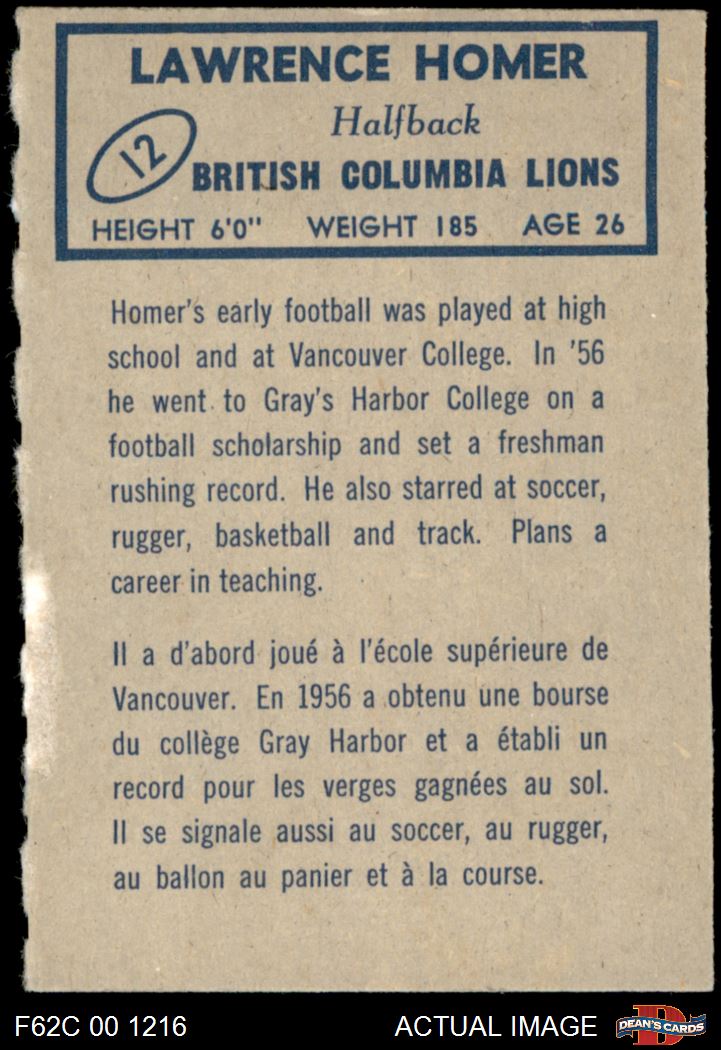 LAWRENCE HOMER
Halfback
12
BRITISH COLUMBIA LIONS
HEIGHT 6'0" WEIGHT 185 AGE 26
Homer's early football was played at high
school and at Vancouver College. In '56
he went to Gray's Harbor College on a
football scholarship and set a freshman
rushing record. He also starred at soccer,
rugger, basketball and track. Plans a
career in teaching.
Il a d'abord joué à l'école supérieure de
Vancouver. En 1956 a obtenu une bourse
du collège Gray Harbor et a établi un
record pour les verges gagnées au sol.
Il se signale aussi au soccer, au rugger,
au ballon au panier et à la course.
F62C 00 1216
ACTUAL IMAGE
D
DEAN'S CARDS